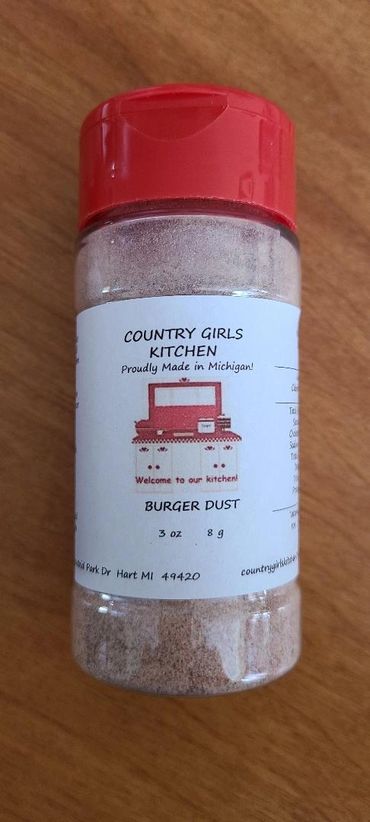 COUNTRY GIRLS
KITCHEN
Proudly Made in Michigan!
Welcome to our kitchen!
BURGER DUST
3 oz 8 g
Park Dr Hart MI 49420